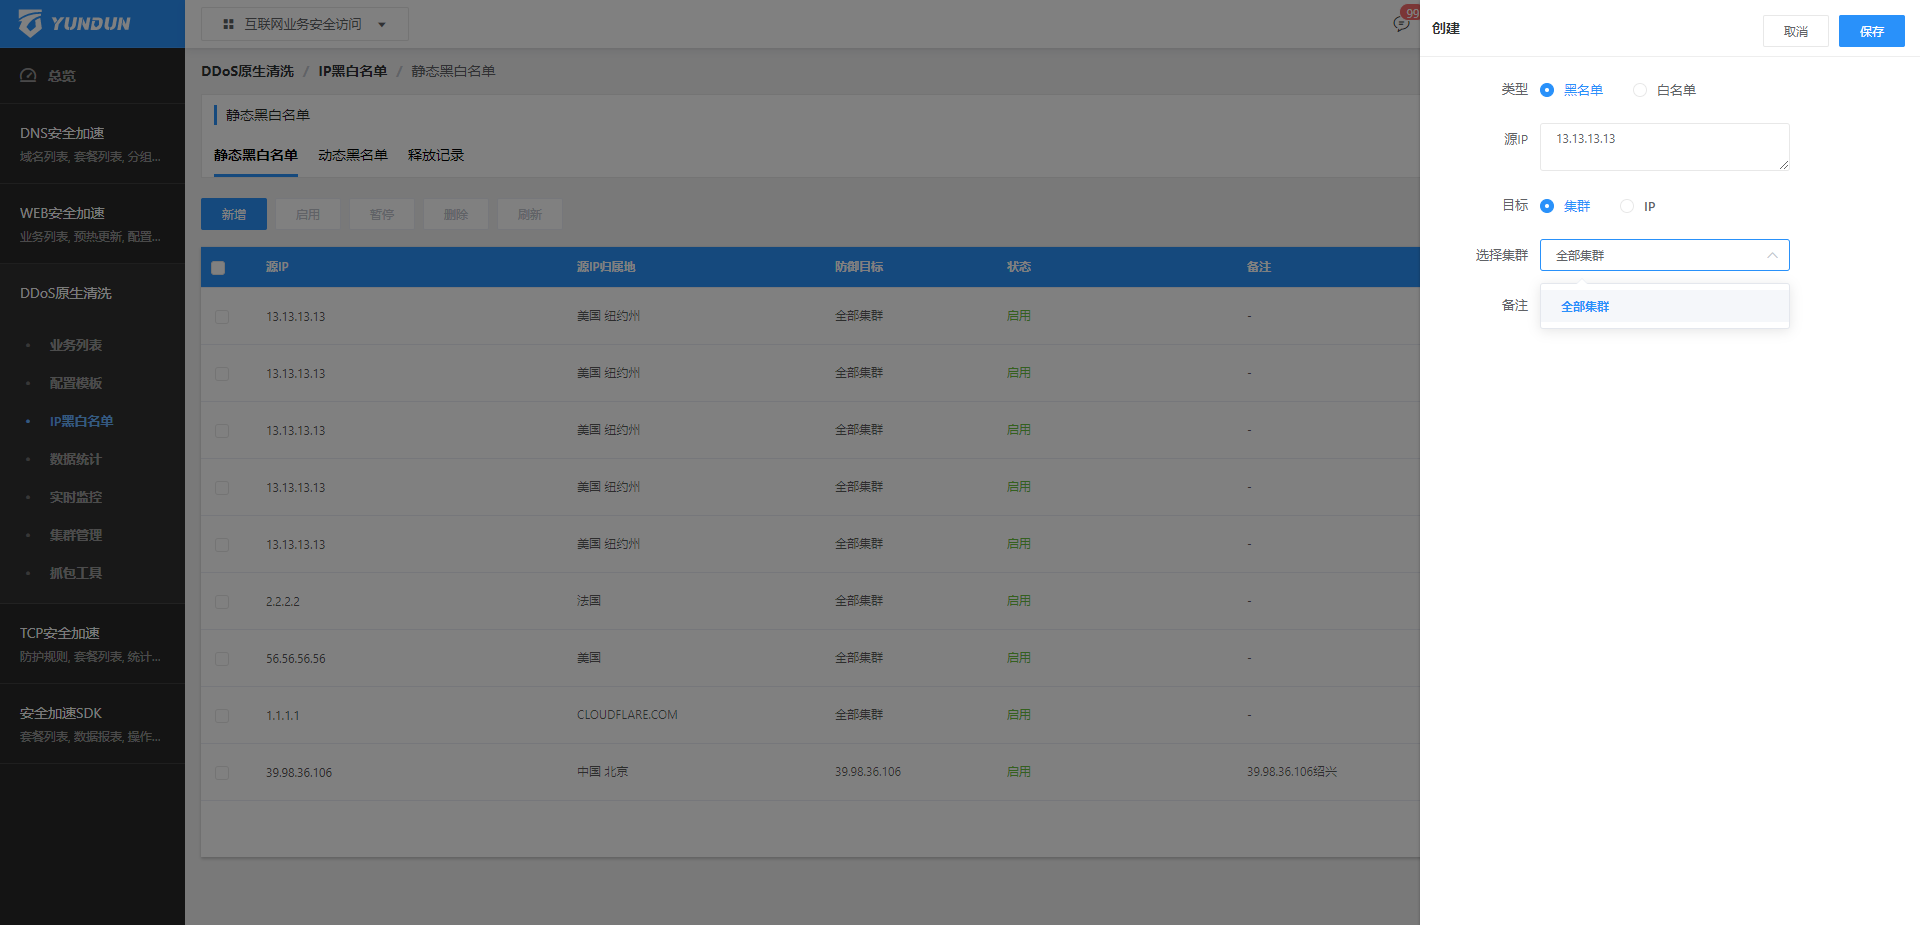 YUNDUN
互联网业务安全访问
99
总览
DNS安全加速
域名列表, 套餐列表, 分组...
WEB安全加速
业务列表, 预热更新, 配置...
DDoS原生清洗
业务列表
配置模板
IP黑白名单
数据统计
实时监控
集群管理
抓包工具
TCP安全加速
防护规则, 套餐列表, 统计...
安全加速SDK
套餐列表, 数据报表, 操作...
DDoS原生清洗 / IP黑白名单 / 静态黑白名单
静态黑白名单
静态黑白名单 动态黑名单 释放记录
新增 启用 暂停 删除 刷新
源IP 源IP归属地 防御目标 状态 备注
13.13.13.13 美国 纽约州 全部集群 启用 -
13.13.13.13 美国 纽约州 全部集群 启用 -
13.13.13.13 美国 纽约州 全部集群 启用 -
13.13.13.13 美国 纽约州 全部集群 启用 -
13.13.13.13 美国 纽约州 全部集群 启用 -
2.2.2.2 法国 全部集群 启用 -
56.56.56.56 美国 全部集群 启用 -
1.1.1.1 CLOUDFLARE.COM 全部集群 启用 -
39.98.36.106 中国 北京 39.98.36.106 启用 39.98.36.106绍兴
创建 取消 保存
类型 黑名单 白名单
源IP 13.13.13.13
目标 集群 IP
选择集群 全部集群
备注
全部集群